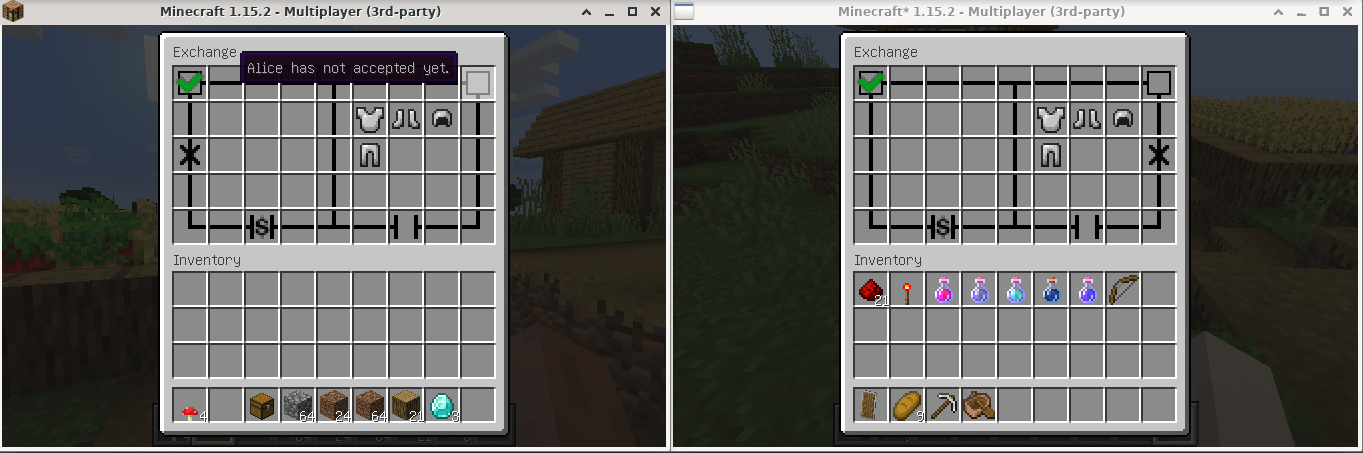 Minecraft 1.15.2 - Multiplayer (3rd-party)
Exchange
Alice has not accepted yet.
S
Inventory
4
64
24
64
21
3
Minecraft* 1.15.2 - Multiplayer (3rd-party)
Exchange
S
Inventory
21
9